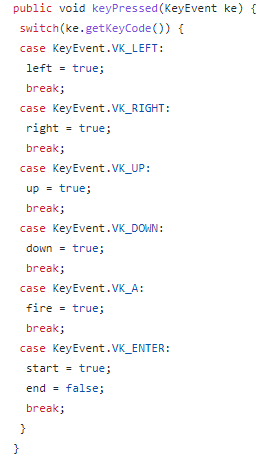 public void keyPressed(KeyEvent ke) {
switch(ke.getKeyCode()) {
case KeyEvent.VK_LEFT:
left = true;
break;
case KeyEvent.VK_RIGHT:
right = true;
break;
case KeyEvent.VK_UP:
up = true;
break;
case KeyEvent.VK_DOWN:
down = true;
break;
case KeyEvent.VK_A:
fire = true;
break;
case KeyEvent.VK_ENTER:
start = true;
end = false;
break;
}
}